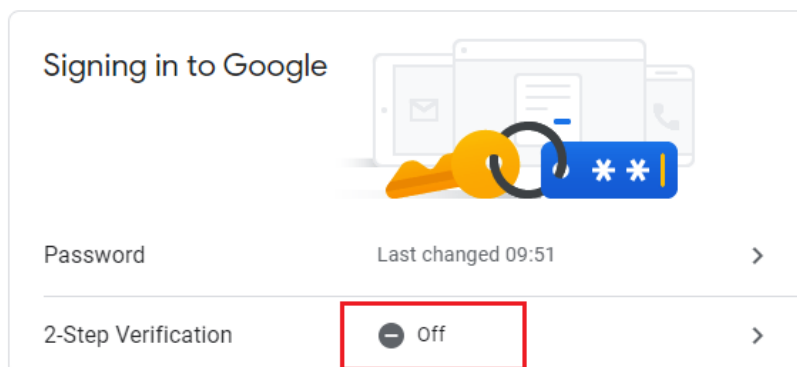 Signing in to Google
**
Password Last changed 09:51
2-Step Verification Off